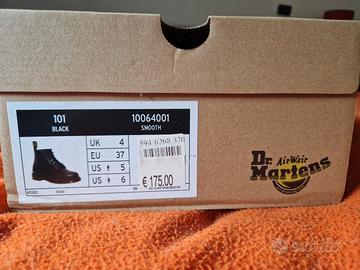 101
BLACK
10064001
SMOOTH
UK 4
EU 37
US 5
US 6
594 6268 370
€ 175.00
Dr.
AirWair
Martens
subito